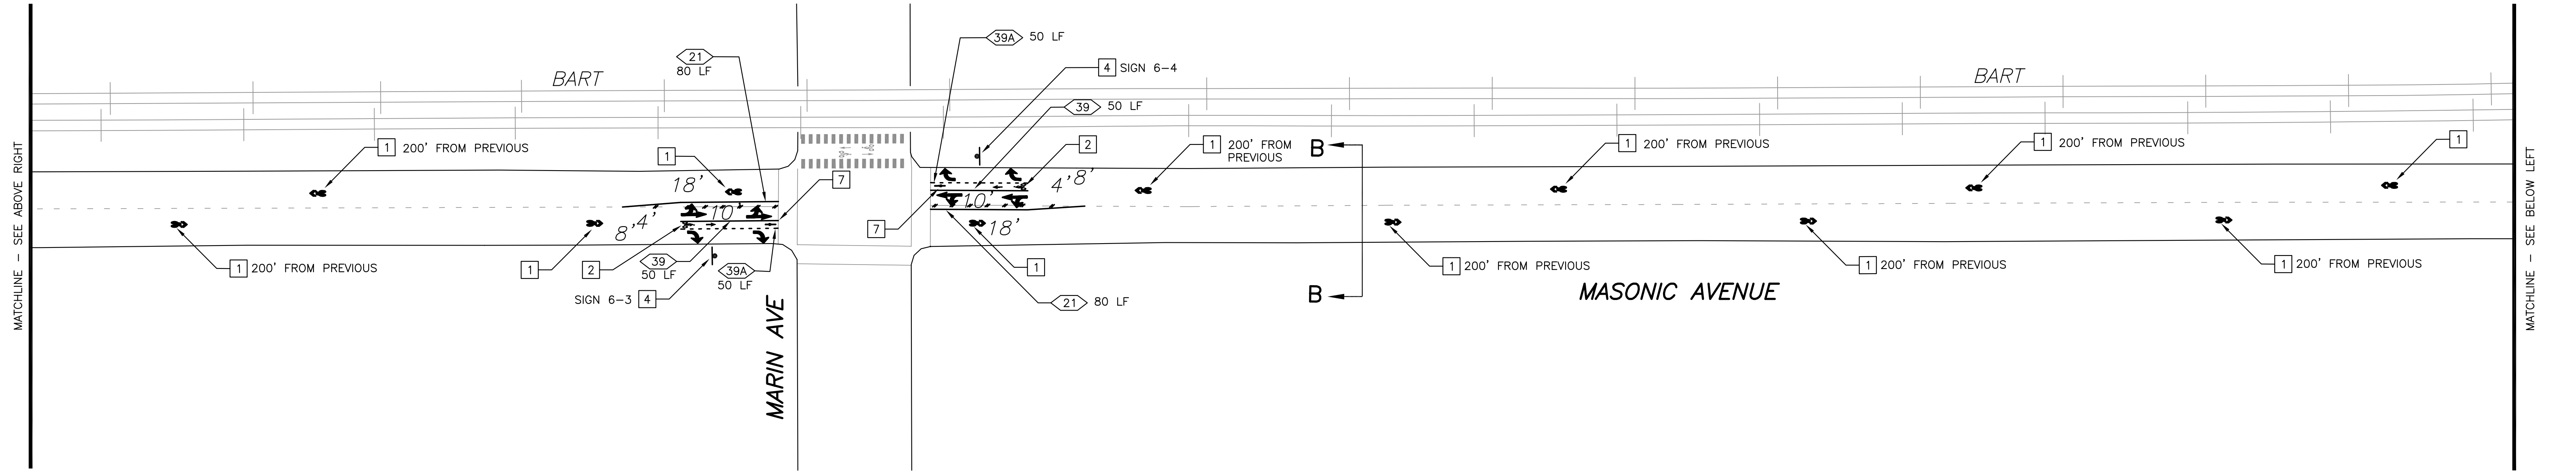 MATCHLINE - SEE ABOVE RIGHT
BART
21
80 LF
39A 50 LF
4 SIGN 6-4
39 50 LF
BART
1 200' FROM PREVIOUS
1
18'
7
2
1 200' FROM
PREVIOUS
B
1 200' FROM PREVIOUS
1 200' FROM PREVIOUS
1
10'
4'
8'
4'
8'
10'
18'
7
1 200' FROM PREVIOUS
1
2
39
50 LF
39A
50 LF
SIGN 6-3 4
1
21 80 LF
B
1 200' FROM PREVIOUS
1 200' FROM PREVIOUS
1 200' FROM PREVIOUS
MASONIC AVENUE
MARIN AVE
MATCHLINE - SEE BELOW LEFT